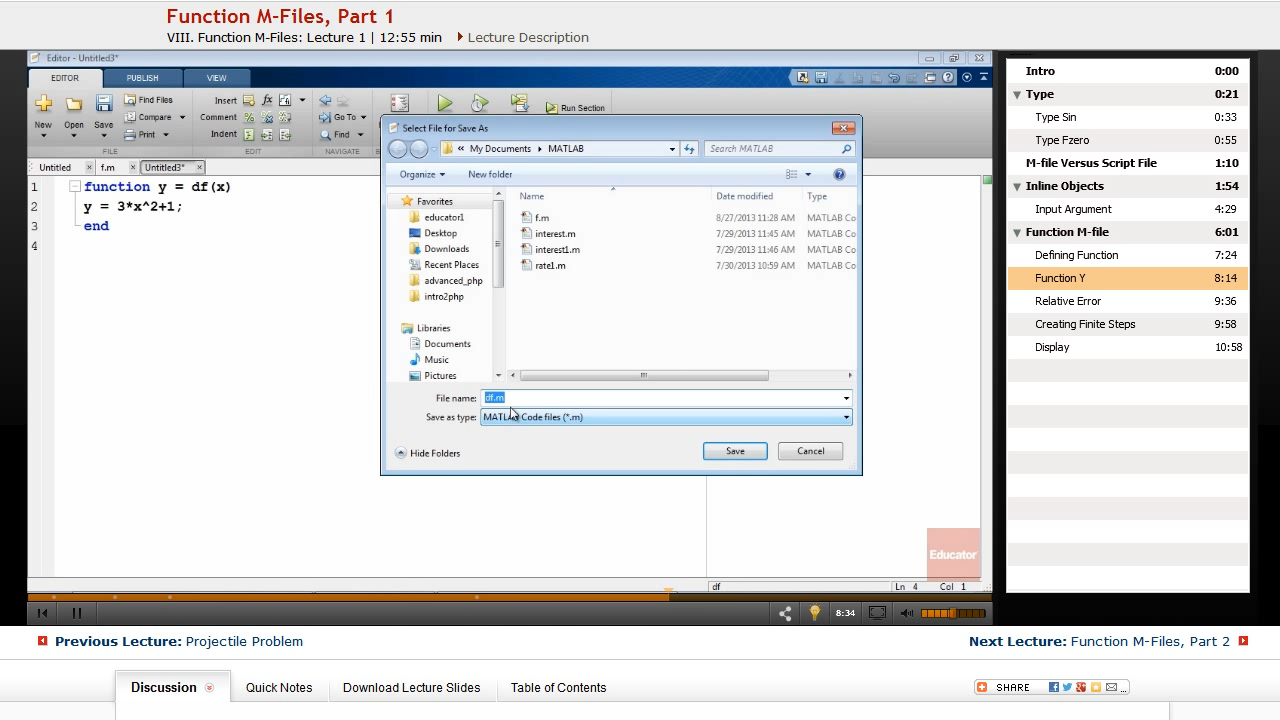 Function M-Files, Part 1
VIII. Function M-Files: Lecture 1 | 12:55 min Lecture Description
Editor - Untitled3*
EDITOR PUBLISH VIEW
New Open Save
Find Files
Compare
Print
FILE
Insert fx
Comment %
Indent
EDIT
Go To
Find
NAVIGATE
Run Section
Untitled × f.m × Untitled3* ×
1 function y = df(x)
2 y = 3*x^2+1;
3 end
4
Select File for Save As
« My Documents MATLAB
Search MATLAB
Organize New folder
Favorites
educator1
Desktop
Downloads
Recent Places
advanced_php
intro2php
Libraries
Documents
Music
Pictures
Name Date modified Type
f.m 8/27/2013 11:28 AM MATLAB Co
interest.m 7/29/2013 11:45 AM MATLAB Co
interest1.m 7/29/2013 11:46 AM MATLAB Co
rate1.m 7/30/2013 10:59 AM MATLAB Co
File name: df.m
Save as type: MATLAB Code files (*.m)
Hide Folders
Save Cancel
Educator
df Ln 4 Col 1
8:34
Intro 0:00
Type 0:21
Type Sin 0:33
Type Fzero 0:55
M-file Versus Script File 1:10
Inline Objects 1:54
Input Argument 4:29
Function M-file 6:01
Defining Function 7:24
Function Y 8:14
Relative Error 9:36
Creating Finite Steps 9:58
Display 10:58
Previous Lecture: Projectile Problem
Next Lecture: Function M-Files, Part 2
Discussion Quick Notes Download Lecture Slides Table of Contents
SHARE